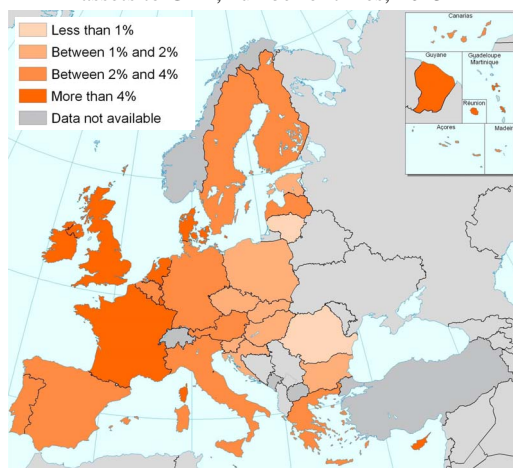 Less than 1%
Between 1% and 2%
Between 2% and 4%
More than 4%
Data not available
Canarias
Guyane
Guadeloupe
Martinique
Réunion
Açores
Madeira